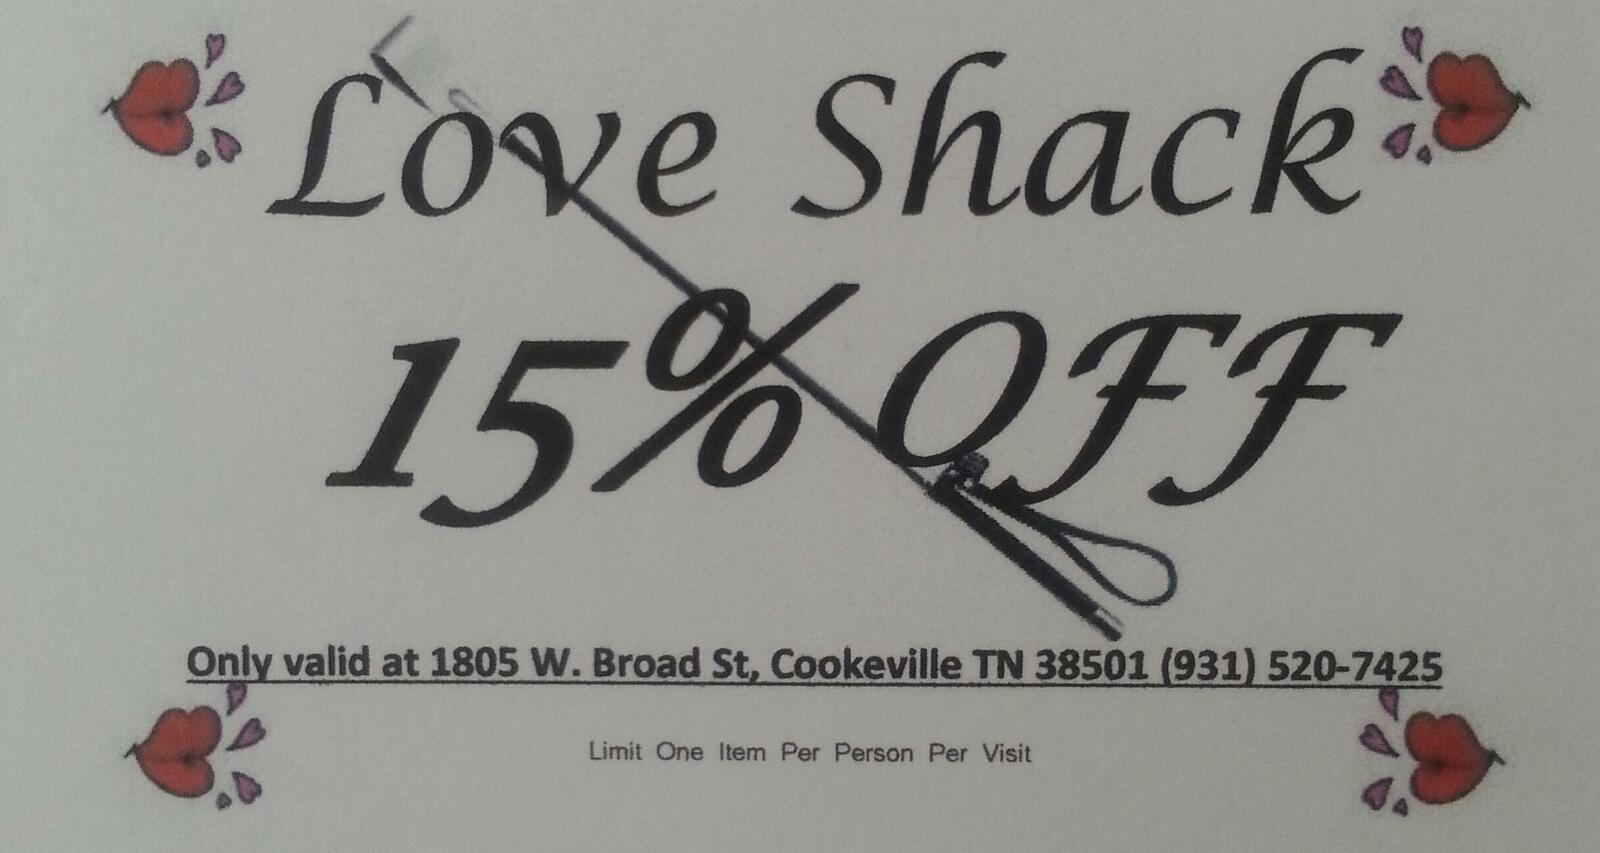 Love Shack
15% OFF
Only valid at 1805 W. Broad St, Cookeville TN 38501 (931) 520-7425
Limit One Item Per Person Per Visit